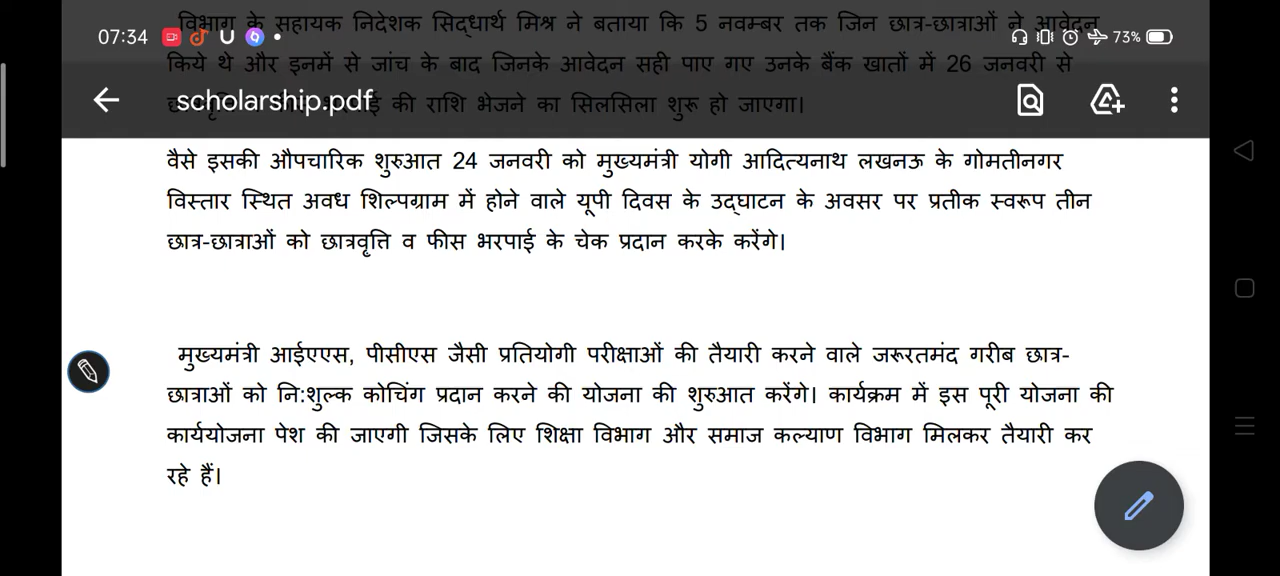 विभाग के सहायक निदेशक सिद्धार्थ मिश्र ने बताया कि 5 नवम्बर तक जिन छात्र-छात्राओं ने आवेदन
07:34
73%
किये थे और इनमें से जांच के बाद जिनके आवेदन सही पाए गए उनके बैंक खातों में 26 जनवरी से
scholarship.pdf
की राशि भेजने का सिलसिला शुरू हो जाएगा।
वैसे इसकी औपचारिक शुरुआत 24 जनवरी को मुख्यमंत्री योगी आदित्यनाथ लखनऊ के गोमतीनगर
विस्तार स्थित अवध शिल्पग्राम में होने वाले यूपी दिवस के उद्घाटन के अवसर पर प्रतीक स्वरूप तीन
छात्र-छात्राओं को छात्रवृत्ति व फीस भरपाई के चेक प्रदान करके करेंगे।
मुख्यमंत्री आईएएस, पीसीएस जैसी प्रतियोगी परीक्षाओं की तैयारी करने वाले जरूरतमंद गरीब छात्र-
छात्राओं को नि:शुल्क कोचिंग प्रदान करने की योजना की शुरुआत करेंगे। कार्यक्रम में इस पूरी योजना की
कार्ययोजना पेश की जाएगी जिसके लिए शिक्षा विभाग और समाज कल्याण विभाग मिलकर तैयारी कर
रहे हैं।